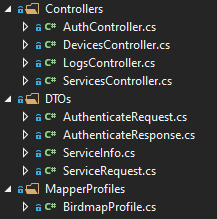 Controllers
C# AuthController.cs
C# DevicesController.cs
C# LogsController.cs
C# ServicesController.cs
DTOs
C# AuthenticateRequest.cs
C# AuthenticateResponse.cs
C# ServiceInfo.cs
C# ServiceRequest.cs
MapperProfiles
C# BirdmapProfile.cs